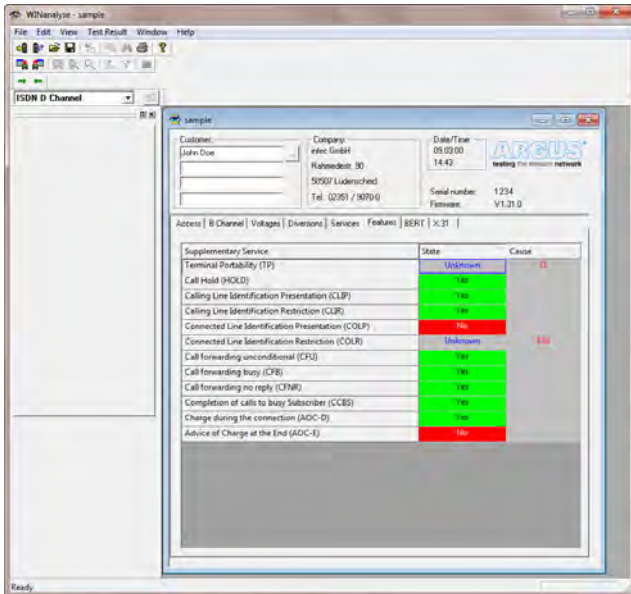 WINanalyse - sample
File Edit View Test Result Window Help
ISDN D Channel
sample
Customer: Company Date/Time
John Doe intec GmbH 09.03.00
Rahmedestr. 90 14:43
ARGUS
testing the telecom network
58507 Lüdenscheid
Tel. 02351 / 9070-0
Serial number: 1234
Firmware: V1.31.0
Access B Channel Voltages Diversions Services Features BERT X.31
Supplementary Service State Cause
Terminal Portability (TP) Unknown
Call Hold (HOLD) Yes
Calling Line Identification Presentation (CLIP) Yes
Calling Line Identification Restriction (CLIR) Yes
Connected Line Identification Presentation (COLP) No
Connected Line Identification Restriction (COLR) Unknown
Call forwarding unconditional (CFU) Yes
Call forwarding busy (CFB) Yes
Call forwarding no reply (CFNR) Yes
Completion of calls to busy Subscriber (CCBS) Yes
Charge during the connection (AOC-D) Yes
Advice of Charge at the End (AOC-E) No
Ready